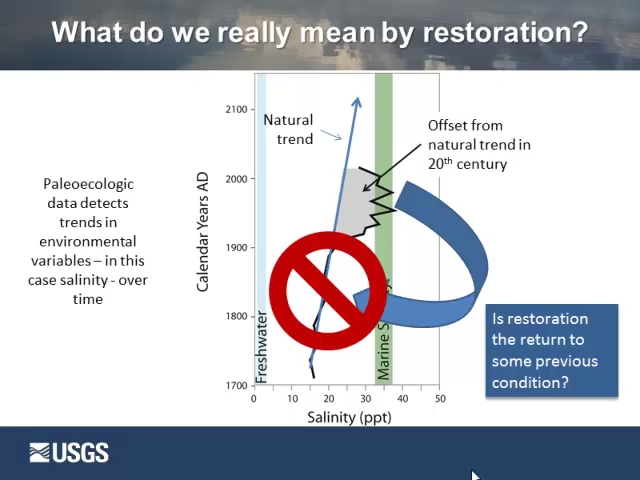 What do we really mean by restoration?
Paleoecologic
data detects
trends in
environmental
variables – in this
case salinity - over
time
Calendar Years AD
2100
2000
1900
1800
1700
Natural
trend
Offset from
natural trend in
20th century
Freshwater
Marine
0 10 20 30 40 50
Salinity (ppt)
Is restoration
the return to
some previous
condition?
USGS